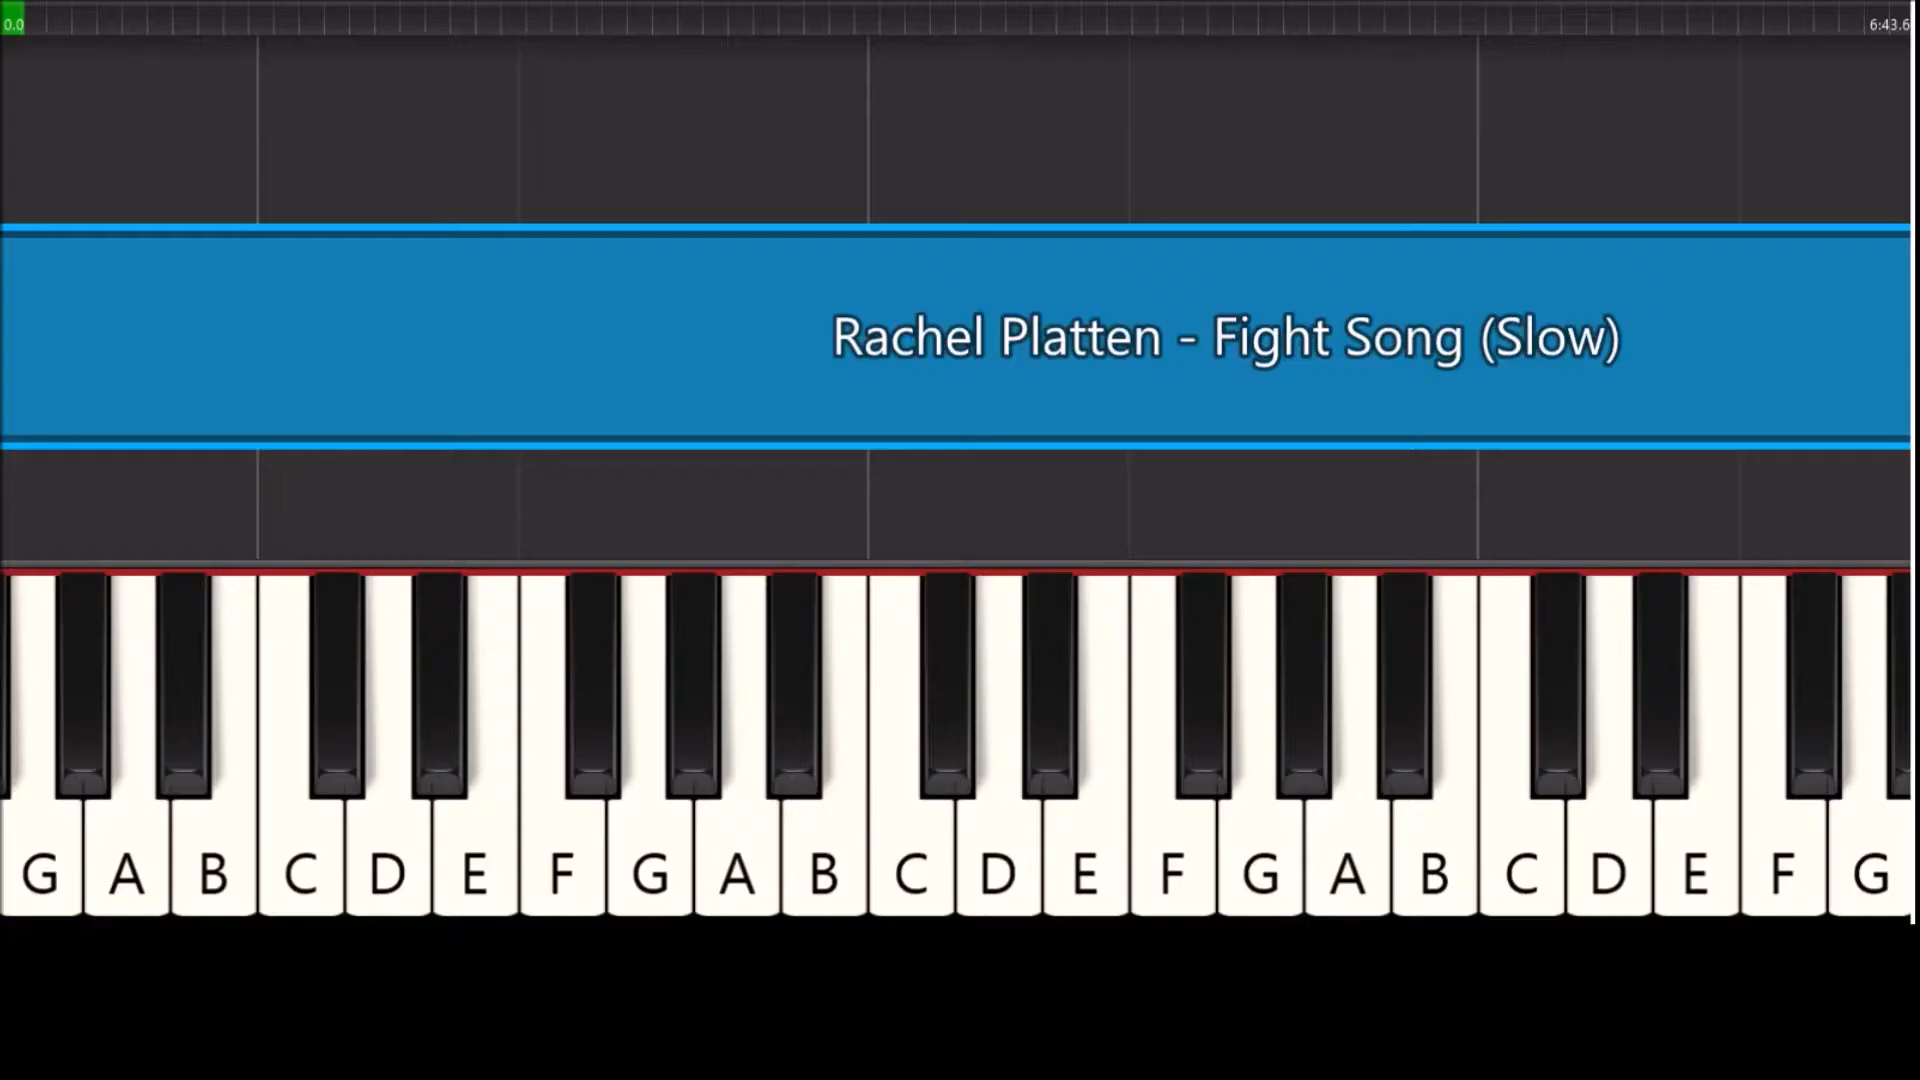 0.0 6:43.6
Rachel Platten - Fight Song (Slow)
G A B C D E F G A B C D E F G A B C D E F G